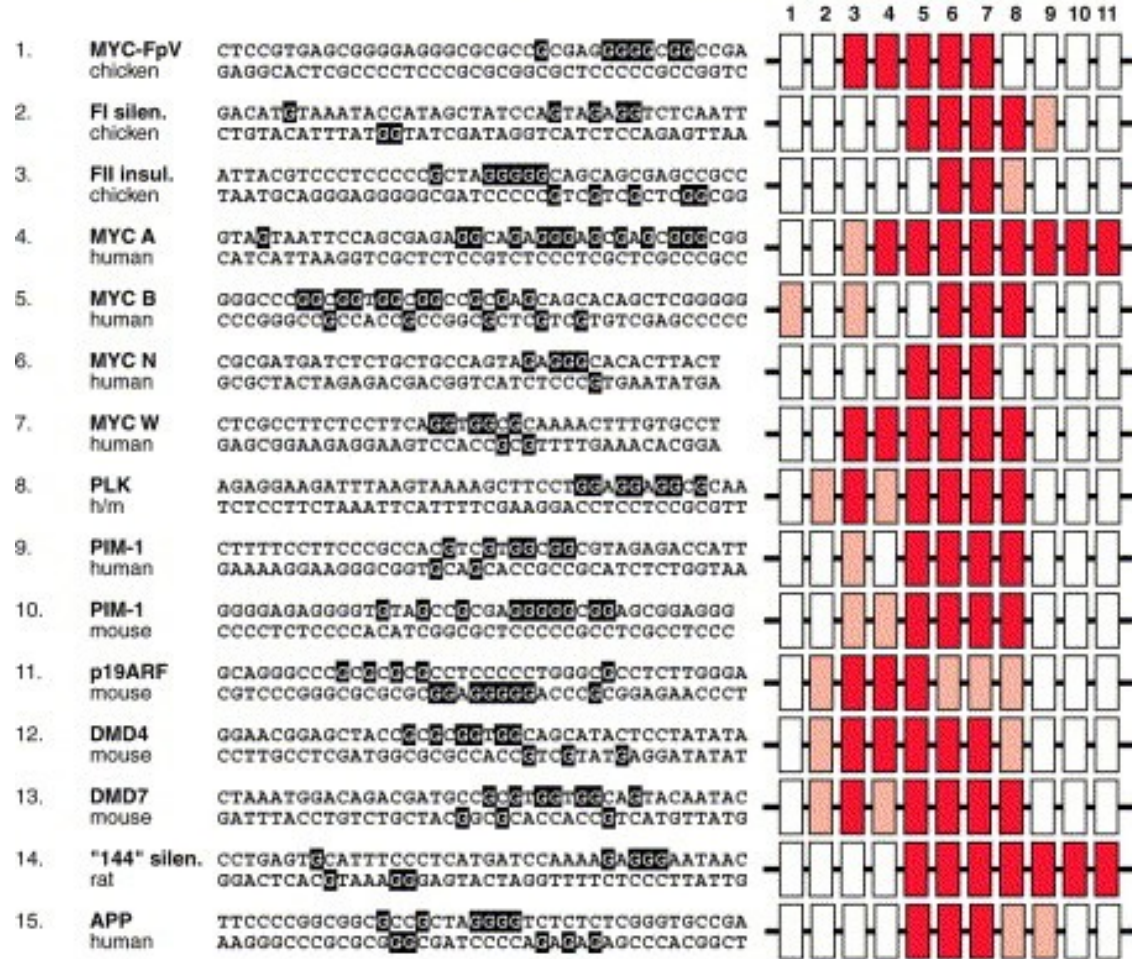 1 2 3 4 5 6 7 8 9 10 11
1. MYC-FpV CTCCGTGAGCGGGGAGGGCGCGCCGCGAGGGGGCGGCCGA
chicken GAGGCACTCGCCCCTCCCGCGCGGCGCTCCCCCGCCGGTC
2. FI silen. GACATGTAAATACCATAGCTATCCAGTAGAGGTCTCAATT
chicken CTGTACATTTATGGTATCGATAGGTCATCTCCAGAGTTAA
3. FII insul. ATTACGTCCCTCCCCCGCTAGGGGGCAGCAGCGAGCCGCC
chicken TAATGCAGGGAGGGGGCGATCCCCCGTCGTCGCTCGGCGG
4. MYC A GTAGTAATTCCAGCGAGAGGCAGAGGGAGCGAGCGGGCGG
human CATCATTAAGGTCGCTCTCCGTCTCCCTCGCTCGCCCGCC
5. MYC B GGGCCCGGCGGTGGCGGCCGCGAGCAGCACAGCTCGGGGG
human CCCGGGCCGCCACCGCCGGCGCTCGTCGTGTCGAGCCCCC
6. MYC N CGCGATGATCTCTGCTGCCAGTAGAGGGCACACTTACT
human GCGCTACTAGAGACGACGGTCATCTCCCGTGAATATGA
7. MYC W CTCGCCTTCTCCTTCAGGTGGCGCAAAACTTTGTGCCT
human GAGCGGAAGAGGAAGTCCACCGCGTTTTGAAACACGGA
8. PLK AGAGGAAGATTTAAGTAAAAGCTTCCTGGAGGAGGCGCAA
h/m TCTCCTTCTAAATTCATTTTCGAAGGACCTCCTCCGCGTT
9. PIM-1 CTTTTCCTTCCCGCCACGTCGTGGCGGCGTAGAGACCATT
human GAAAAGGAAGGGCGGTGCAGCACCGCCGCATCTCTGGTAA
10. PIM-1 GGGGAGAGGGGTGTAGCCGCGAGGGGGCGGAGCGGAGGG
mouse CCCCTCTCCCCACATCGGCGCTCCCCCGCCTCGCCTCCC
11. p19ARF GCAGGGCCCGCGCGCGCCTCCCCCTGGGCGCCTCTTGGGA
mouse CGTCCCGGGCGCGCGCGGAGGGGGACCCGCGGAGAACCCT
12. DMD4 GGAACGGAGCTACCGCGCGGTGGCAGCATACTCCTATATA
mouse CCTTGCCTCGATGGCGCGCCACCGTCGTATGAGGATATAT
13. DMD7 CTAAATGGACAGACGATGCCGCGTGGTGGCAGTACAATAC
mouse GATTTACCTGTCTGCTACGGCGCACCACCGTCATGTTATG
14. "144" silen. CCTGAGTGCATTTCCCTCATGATCCAAAAGAGGGAATAAC
rat GGACTCACGTAAAGGGAGTACTAGGTTTTCTCCCTTATTG
15. APP TTCCCCGGCGGCGCCGCTAGGGGTCTCTCTCGGGTGCCGA
human AAGGGCCCGCGCGGGCGATCCCCAGAGAGAGCCCACGGCT